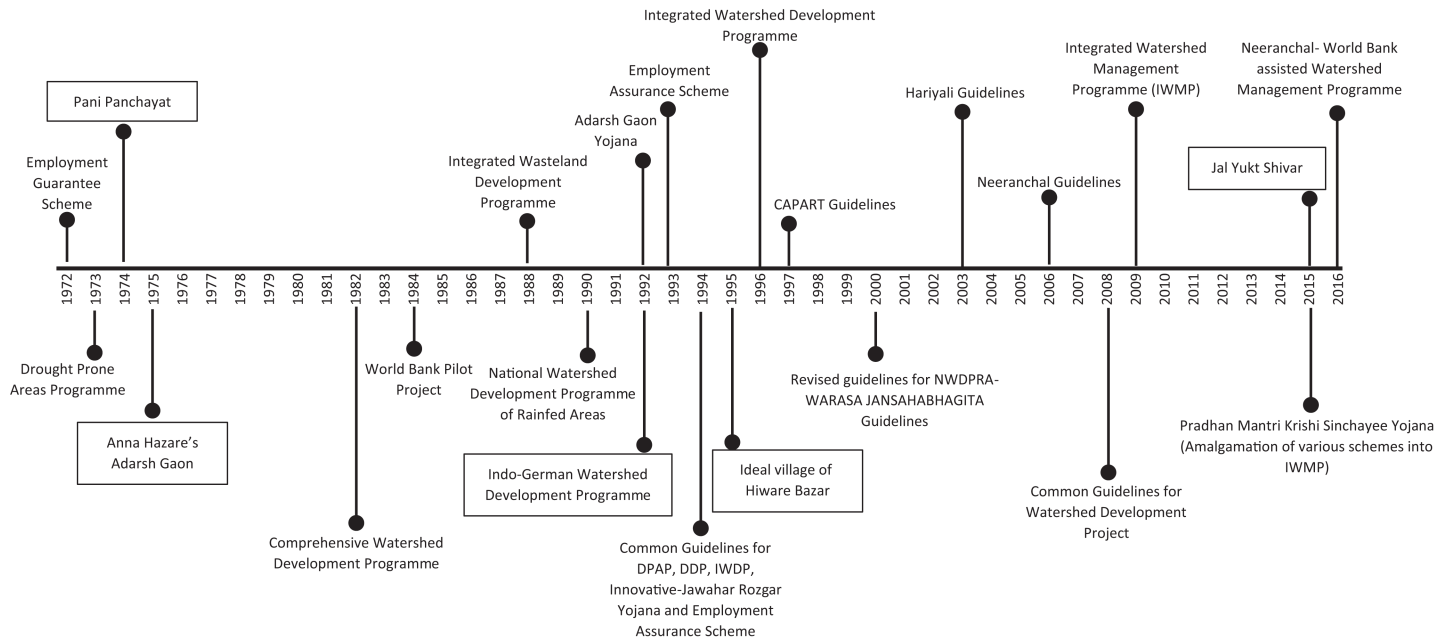 Integrated Watershed Development
Programme
Integrated Watershed
Management
Programme (IWMP)
Neeranchal- World Bank
assisted Watershed
Management Programme
Employment
Assurance Scheme
Pani Panchayat
Hariyali Guidelines
Adarsh Gaon
Yojana
Employment
Guarantee
Scheme
Integrated Wasteland
Development
Programme
Jal Yukt Shivar
Neeranchal Guidelines
CAPART Guidelines
1972
1973
1974
1975
1976
1977
1978
1979
1980
1981
1982
1983
1984
1985
1986
1987
1988
1989
1990
1991
1992
1993
1994
1995
1996
1997
1998
1999
2000
2001
2002
2003
2004
2005
2006
2007
2008
2009
2010
2011
2012
2013
2014
2015
2016
Drought Prone
Areas Programme
World Bank Pilot
Project
National Watershed
Development Programme
of Rainfed Areas
Revised guidelines for NWDPRA-
WARASA JANSAHABHAGITA
Guidelines
Anna Hazare’s
Adarsh Gaon
Pradhan Mantri Krishi Sinchayee Yojana
(Amalgamation of various schemes into
IWMP)
Indo-German Watershed
Development Programme
Ideal village of
Hiware Bazar
Common Guidelines for
Watershed Development
Project
Comprehensive Watershed
Development Programme
Common Guidelines for
DPAP, DDP, IWDP,
Innovative-Jawahar Rozgar
Yojana and Employment
Assurance Scheme